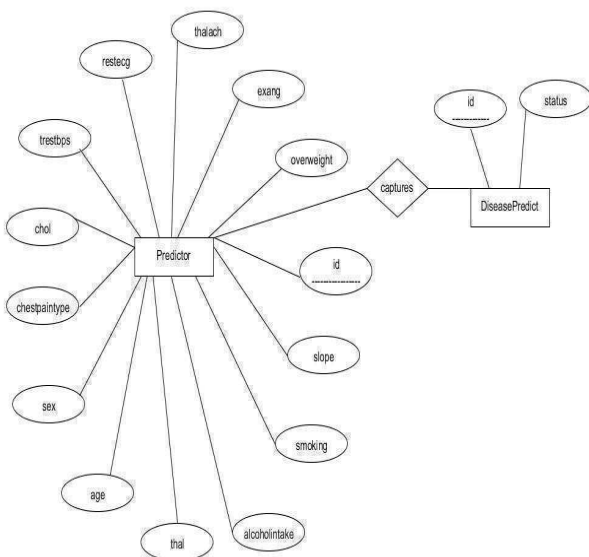 thalach
restecg
exang
id
status
trestbps
overweight
captures
DiseasePredict
chol
Predictor
id
chestpaintype
slope
sex
smoking
age
thal
alcoholintake